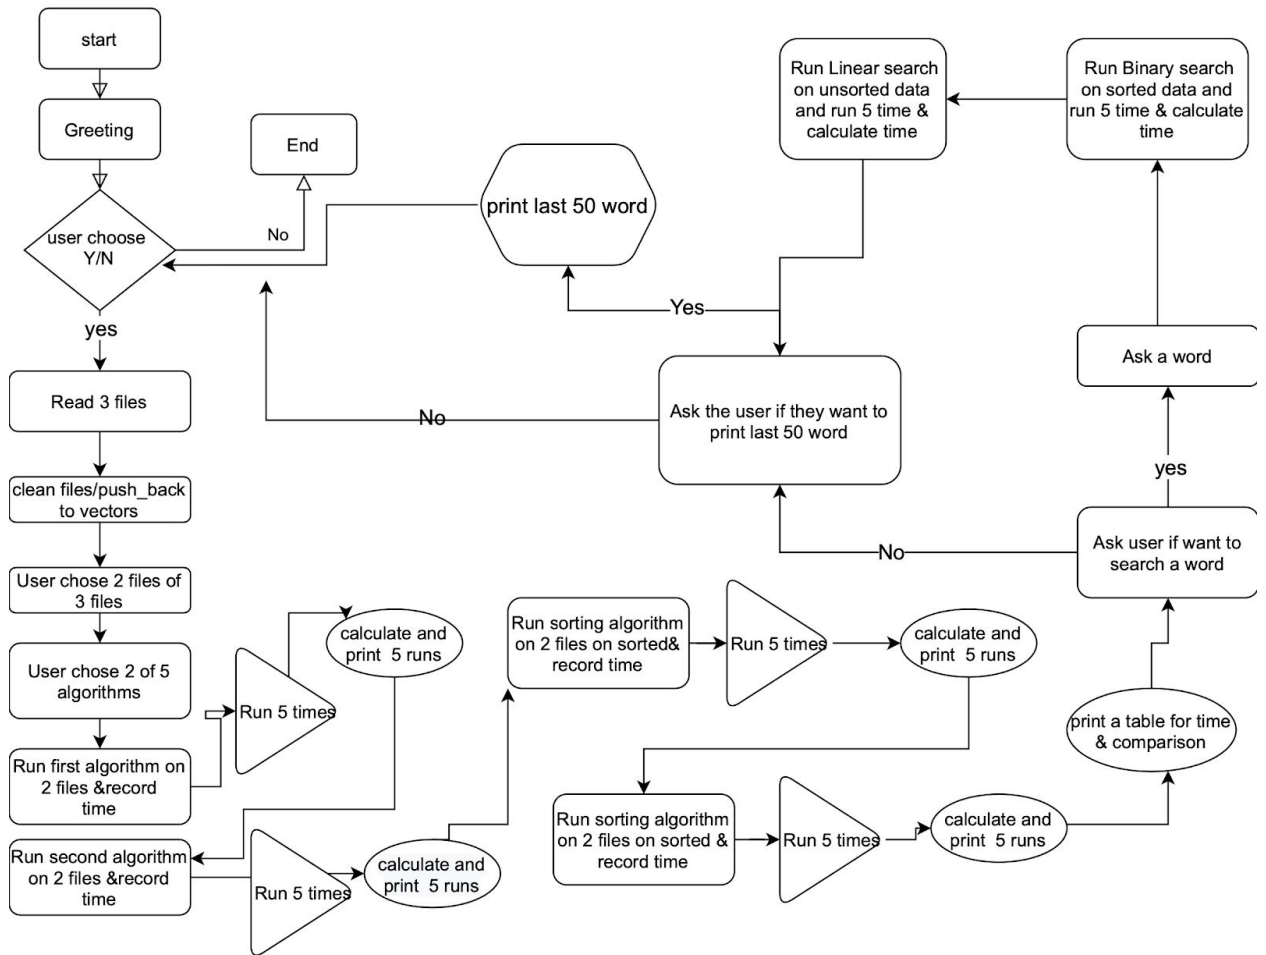 start
Greeting
End
No
user choose
Y/N
yes
Read 3 files
clean files/push_back
to vectors
User chose 2 files of
3 files
User chose 2 of 5
algorithms
Run first algorithm on
2 files &record
time
Run 5 times
calculate and
print 5 runs
Run second algorithm
on 2 files &record
time
Run 5 times
calculate and
print 5 runs
Run sorting algorithm
on 2 files on sorted&
record time
Run 5 times
calculate and
print 5 runs
Run sorting algorithm
on 2 files on sorted &
record time
Run 5 times
calculate and
print 5 runs
print a table for time
& comparison
Ask user if want to
search a word
yes
No
Ask a word
Run Binary search
on sorted data and
run 5 time & calculate
time
Run Linear search
on unsorted data
and run 5 time &
calculate time
Ask the user if they want to
print last 50 word
Yes
No
print last 50 word